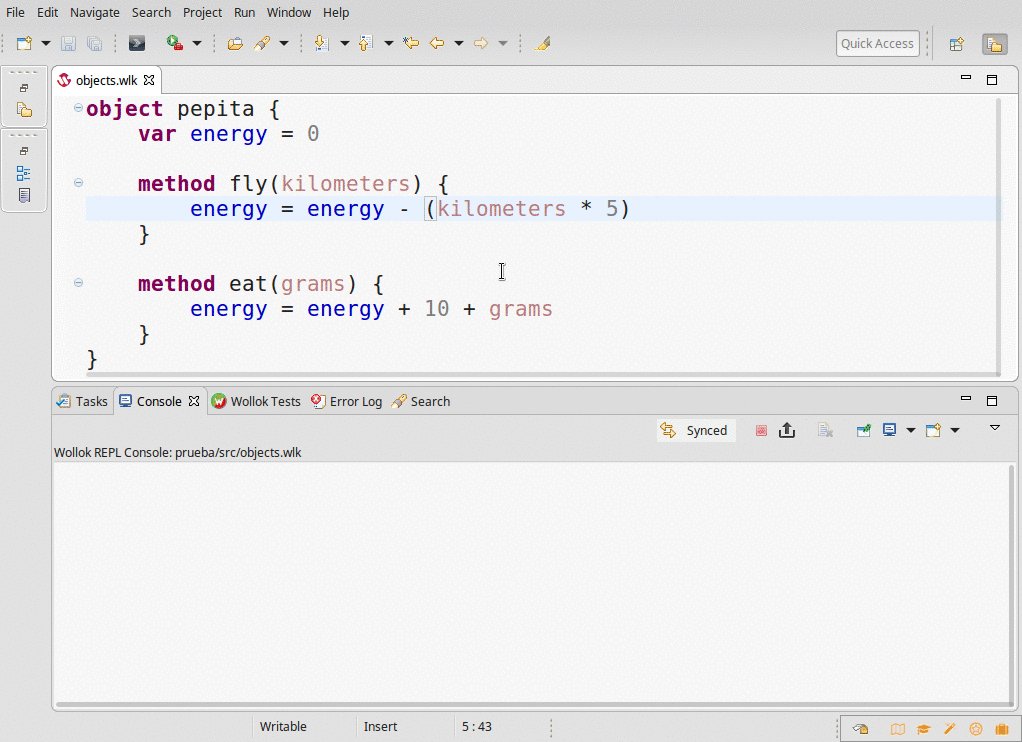 File Edit Navigate Search Project Run Window Help
Quick Access
objects.wlk
object pepita {
var energy = 0
method fly(kilometers) {
energy = energy - (kilometers * 5)
}
method eat(grams) {
energy = energy + 10 + grams
}
}
Tasks Console Wollok Tests Error Log Search
Synced
Wollok REPL Console: prueba/src/objects.wlk
Writable Insert 5 : 43